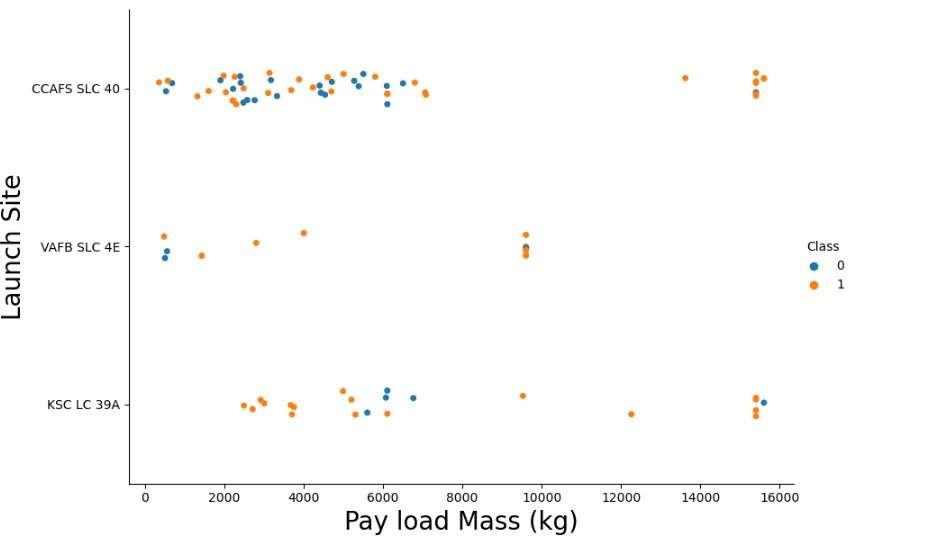 Launch Site
CCAFS SLC 40
VAFB SLC 4E
KSC LC 39A
0 2000 4000 6000 8000 10000 12000 14000 16000
Pay load Mass (kg)
Class
0
1